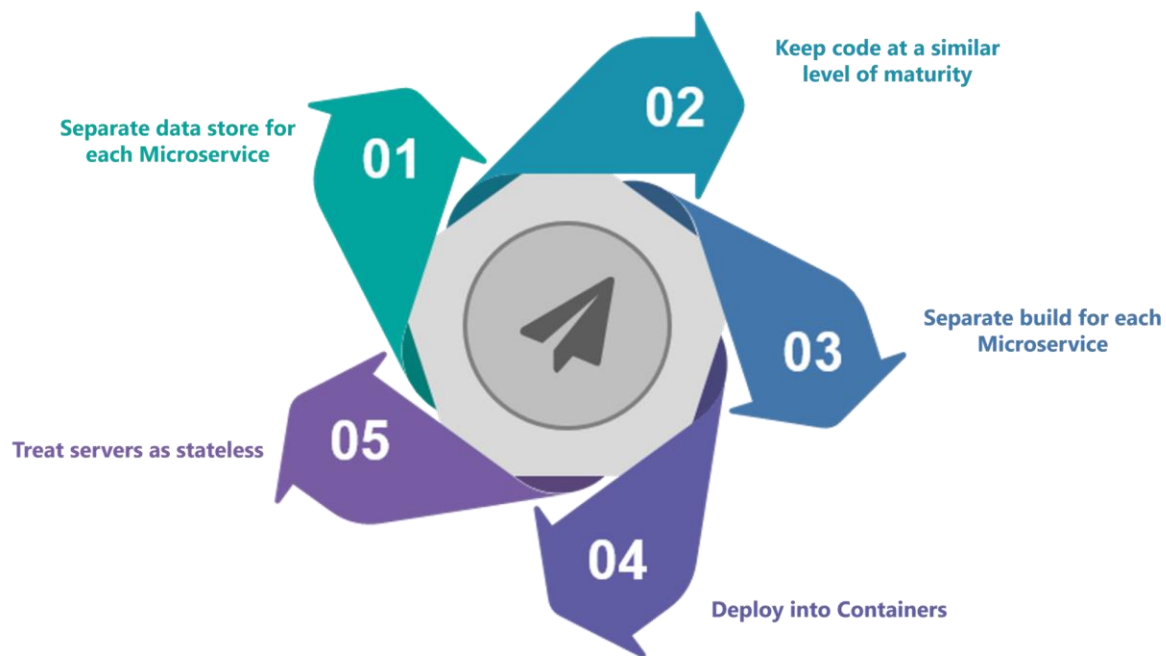 01
Separate data store for
each Microservice
02
Keep code at a similar
level of maturity
03
Separate build for each
Microservice
04
Deploy into Containers
05
Treat servers as stateless